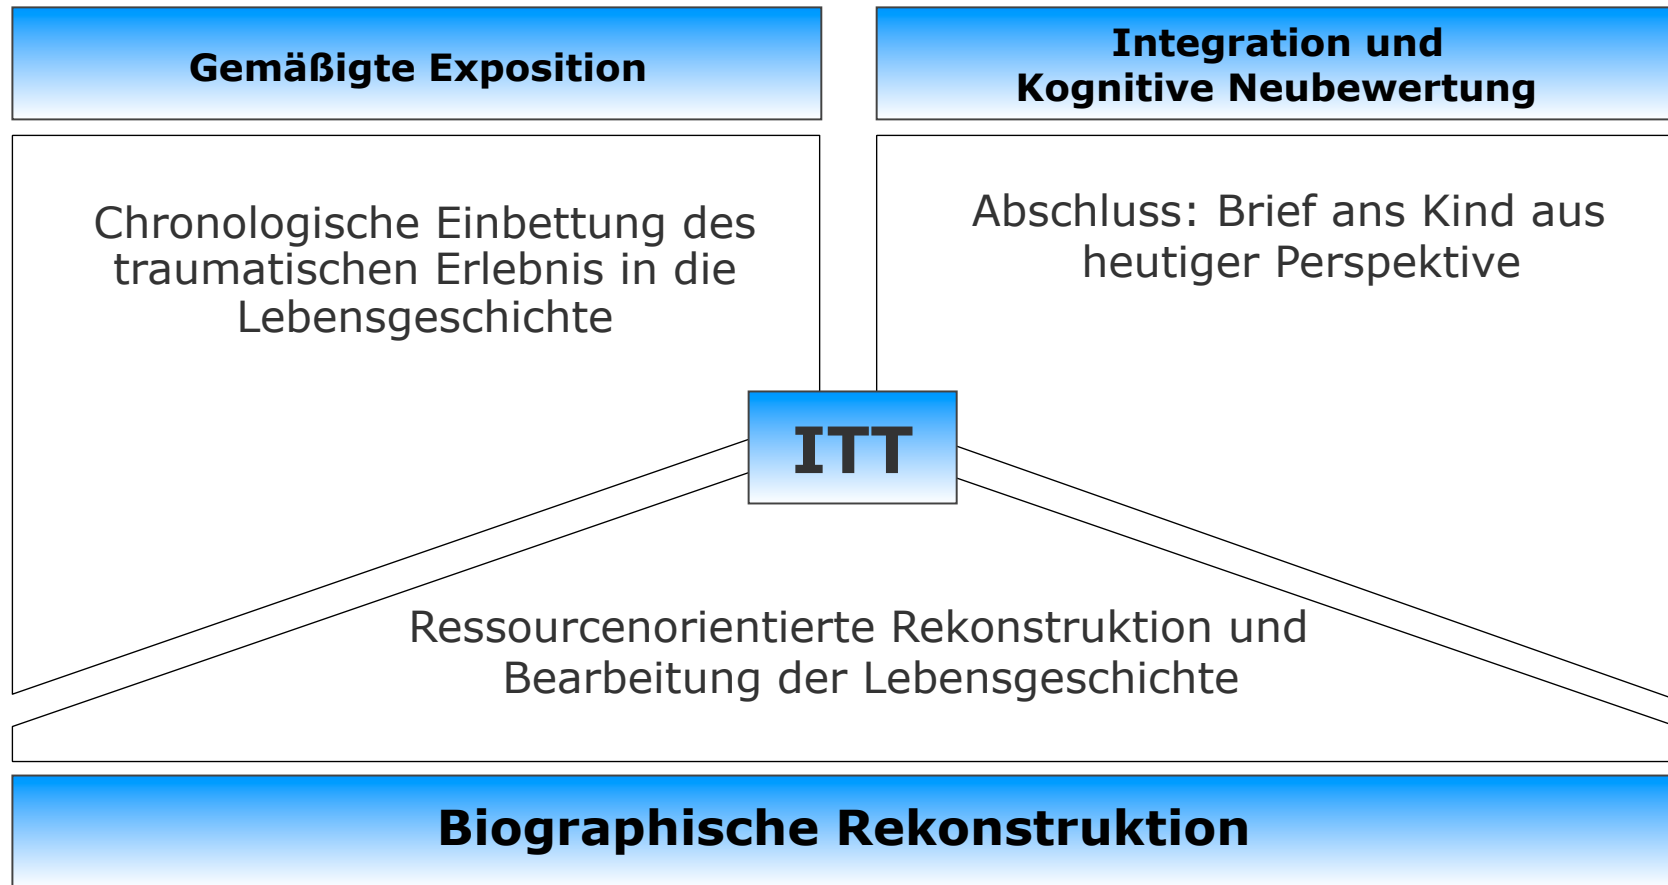 Gemäßigte Exposition
Integration und
Kognitive Neubewertung
Chronologische Einbettung des
traumatischen Erlebnis in die
Lebensgeschichte
Abschluss: Brief ans Kind aus
heutiger Perspektive
ITT
Ressourcenorientierte Rekonstruktion und
Bearbeitung der Lebensgeschichte
Biographische Rekonstruktion